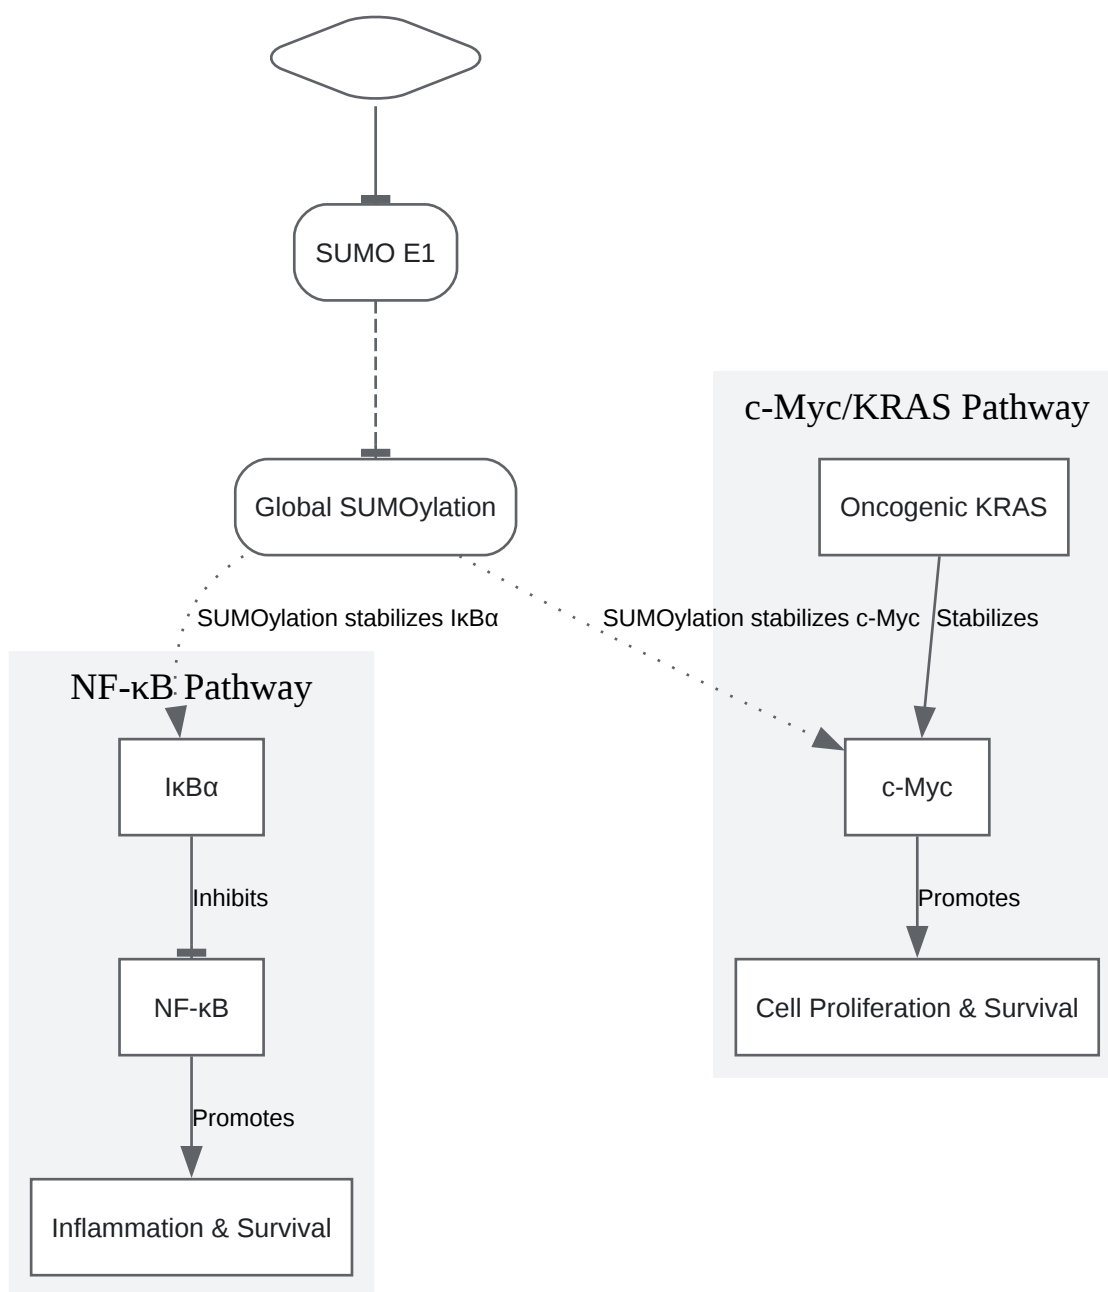 SUMO E1
c-Myc/KRAS Pathway
Global SUMOylation
Oncogenic KRAS
SUMOylation stabilizes IκBα
SUMOylation stabilizes c-Myc
Stabilizes
NF-κB Pathway
IκBα
c-Myc
Inhibits
Promotes
NF-κB
Cell Proliferation & Survival
Promotes
Inflammation & Survival